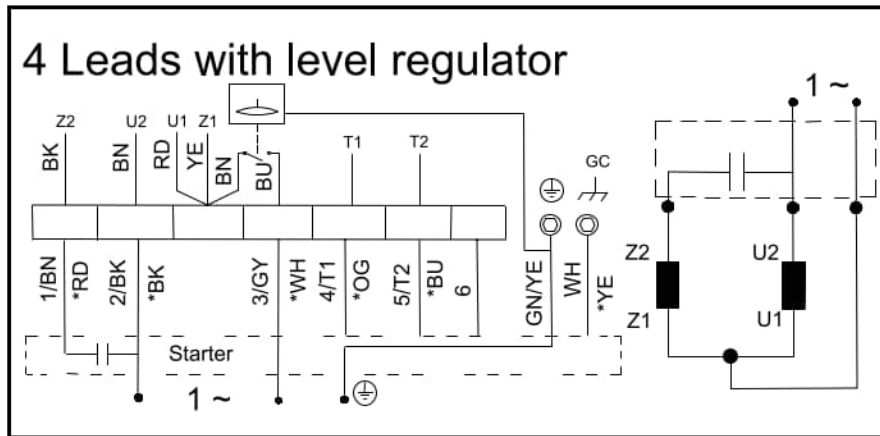 4 Leads with level regulator
1 ~
Z2
U2
U1
Z1
BK
BN
RD
YE
BN
BU
T1
T2
GC
1/BN
*RD
2/BK
*BK
3/GY
*WH
4/T1
*OG
5/T2
*BU
6
GN/YE
WH
*YE
Starter
1 ~
Z2
U2
Z1
U1